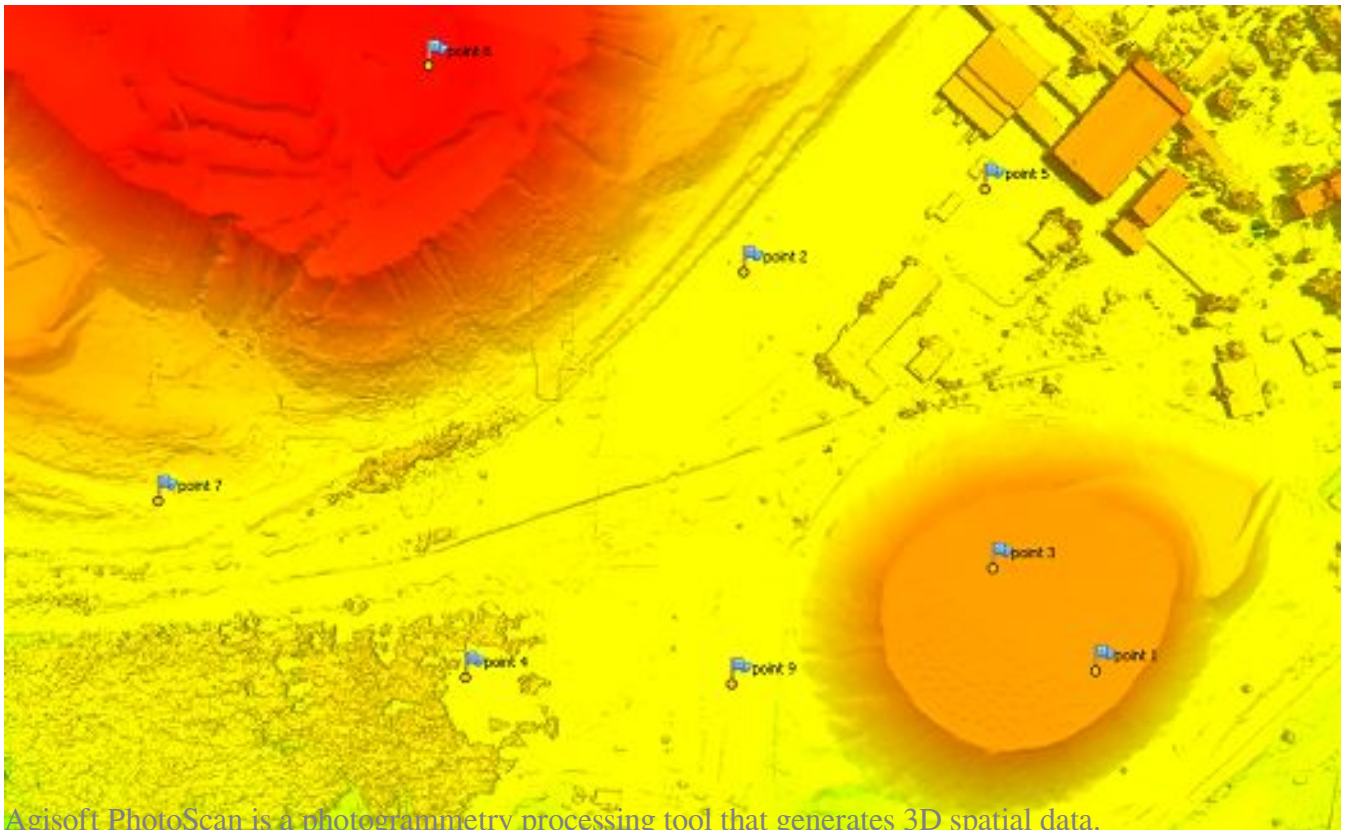 point 6
point 5
point 2
point 7
point 3
point 1
point 4
point 9
Agisoft PhotoScan is a photogrammetry processing tool that generates 3D spatial data.